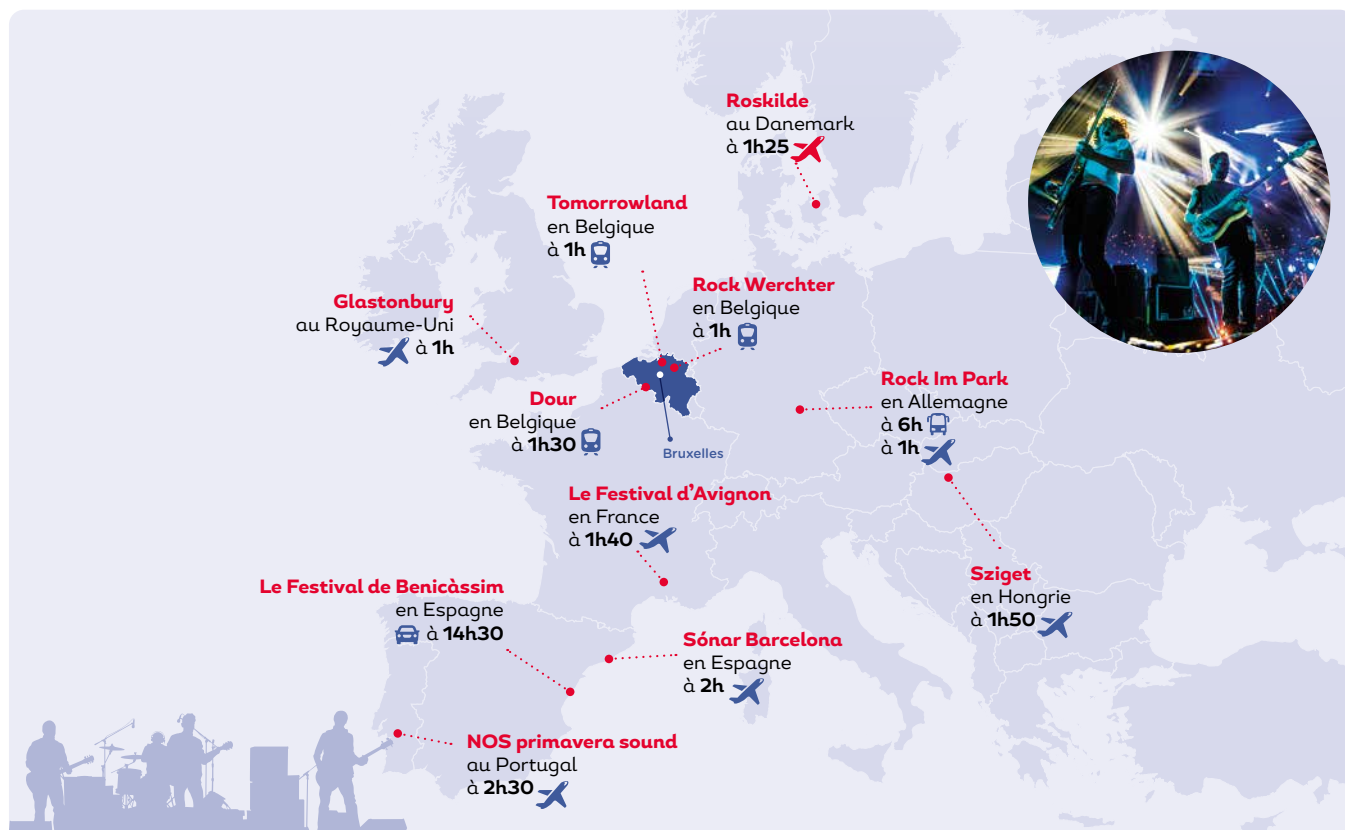 Roskilde
au Danemark
à 1h25
Tomorrowland
en Belgique
à 1h
Rock Werchter
en Belgique
à 1h
Glastonbury
au Royaume-Uni
à 1h
Dour
en Belgique
à 1h30
Bruxelles
Rock Im Park
en Allemagne
à 6h
à 1h
Le Festival d'Avignon
en France
à 1h40
Sziget
en Hongrie
à 1h50
Le Festival de Benicàssim
en Espagne
à 14h30
Sónar Barcelona
en Espagne
à 2h
NOS primavera sound
au Portugal
à 2h30